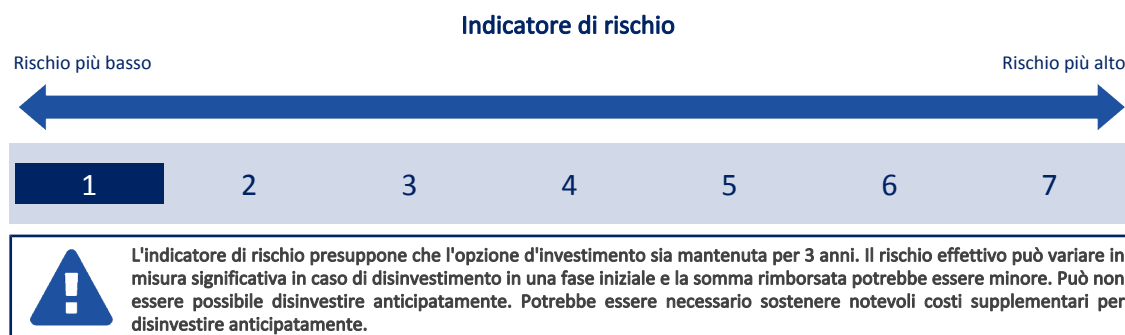 Indicatore di rischio
Rischio più basso Rischio più alto
1 2 3 4 5 6 7
L'indicatore di rischio presuppone che l'opzione d'investimento sia mantenuta per 3 anni. Il rischio effettivo può variare in
misura significativa in caso di disinvestimento in una fase iniziale e la somma rimborsata potrebbe essere minore. Può non
essere possibile disinvestire anticipatamente. Potrebbe essere necessario sostenere notevoli costi supplementari per
disinvestire anticipatamente.